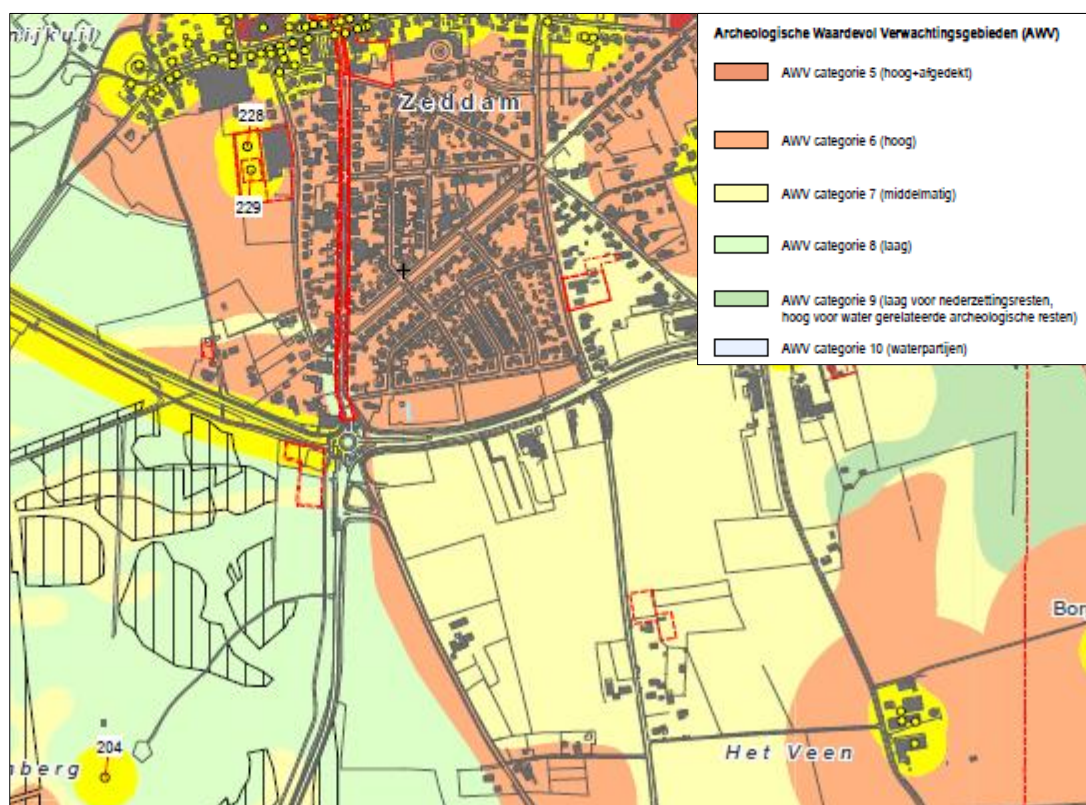 nijkuil
Zeddam
228
229
204
nberg
Het Veen
Bor
Archeologische Waardevol Verwachtingsgebieden (AWV)
AWV categorie 5 (hoog+afgedekt)
AWV categorie 6 (hoog)
AWV categorie 7 (middelmatig)
AWV categorie 8 (laag)
AWV categorie 9 (laag voor nederzettingsresten,
hoog voor water gerelateerde archeologische resten)
AWV categorie 10 (waterpartijen)